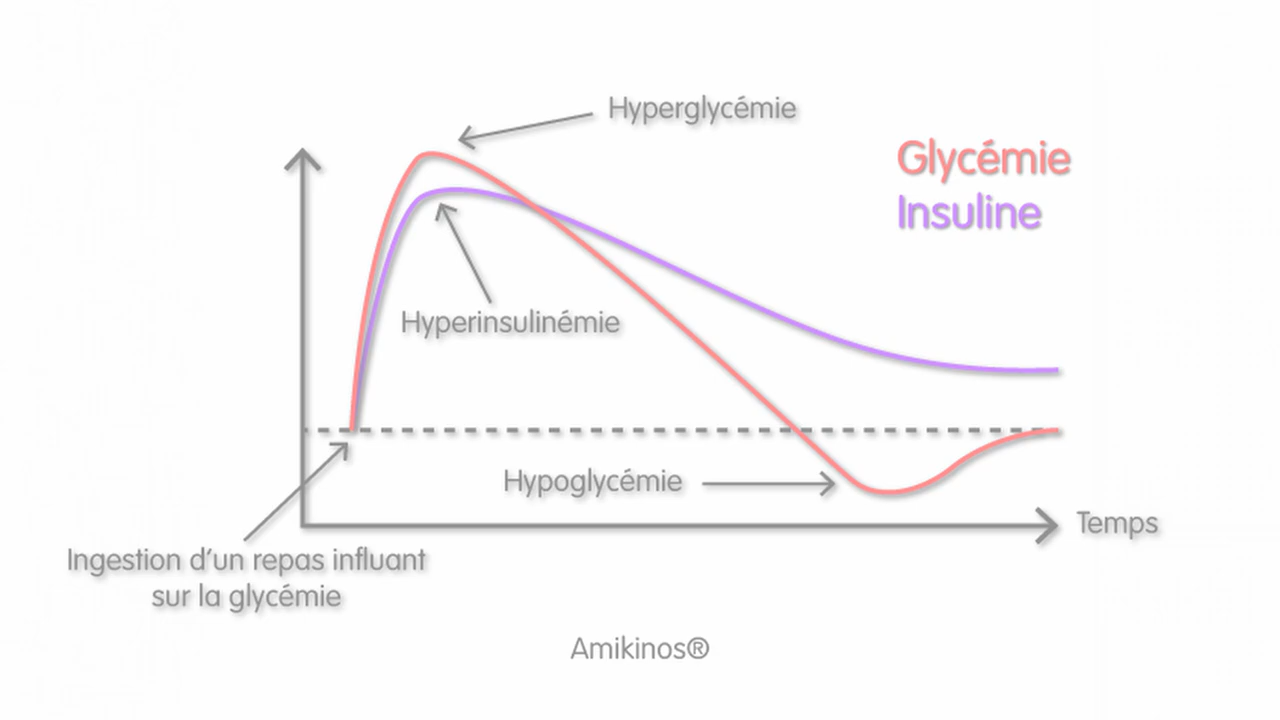 Hyperglycémie
Glycémie
Insuline
Hyperinsulinémie
Hypoglycémie
Temps
Ingestion d'un repas influant
sur la glycémie
Amikinos®